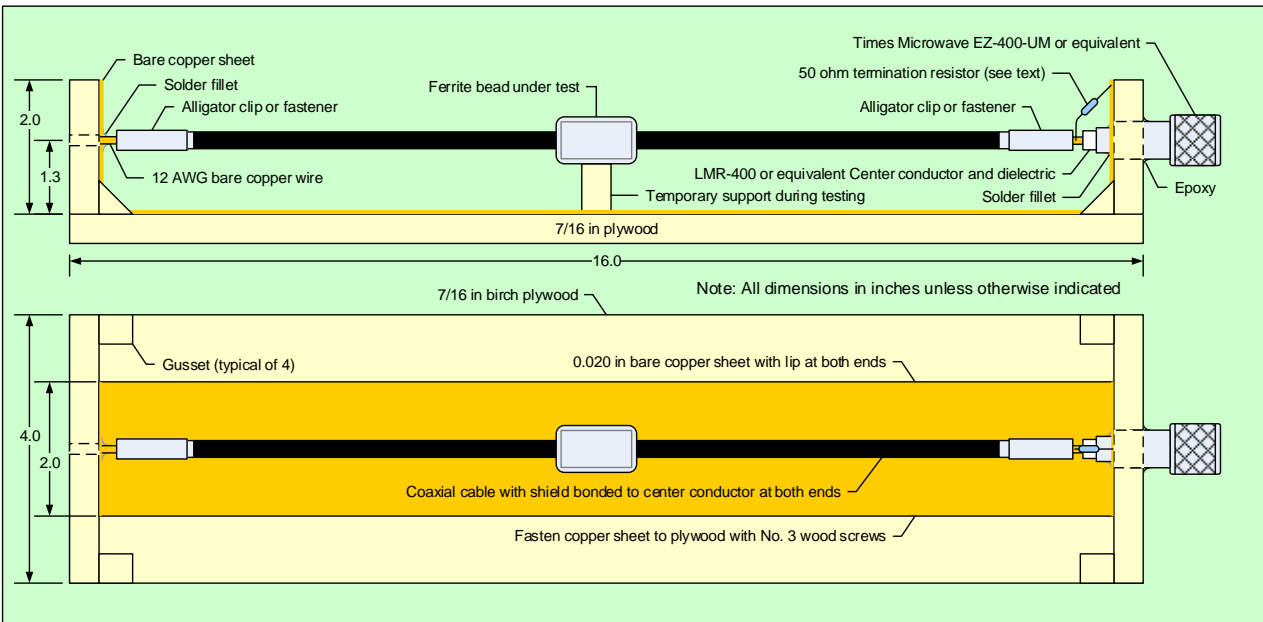 Times Microwave EZ-400-UM or equivalent
Bare copper sheet
50 ohm termination resistor (see text)
Solder fillet
Ferrite bead under test
Alligator clip or fastener
Alligator clip or fastener
2.0
1.3
12 AWG bare copper wire
LMR-400 or equivalent Center conductor and dielectric
Temporary support during testing
Solder fillet
Epoxy
7/16 in plywood
16.0
7/16 in birch plywood
Note: All dimensions in inches unless otherwise indicated
Gusset (typical of 4)
0.020 in bare copper sheet with lip at both ends
4.0
2.0
Coaxial cable with shield bonded to center conductor at both ends
Fasten copper sheet to plywood with No. 3 wood screws